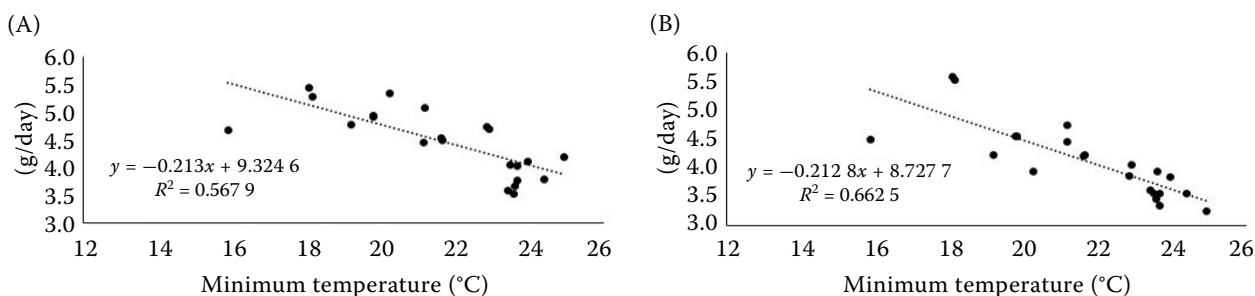 (A)
6.0
5.5
5.0
4.5
4.0
3.5
3.0
(g/day)
y = −0.213x + 9.324 6
R² = 0.567 9
12 14 16 18 20 22 24 26
Minimum temperature (°C)
(B)
6.0
5.5
5.0
4.5
4.0
3.5
3.0
(g/day)
y = −0.212 8x + 8.727 7
R² = 0.662 5
12 14 16 18 20 22 24 26
Minimum temperature (°C)